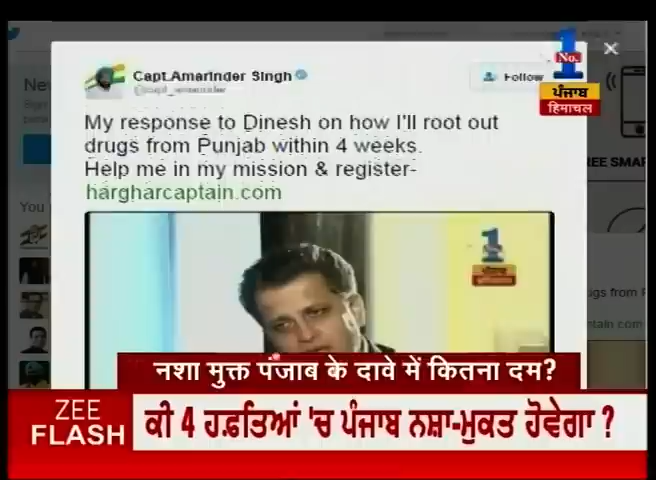 Capt.Amarinder Singh
Follow
No.
1
ਪੰਜਾਬ
हिमाचल
My response to Dinesh on how I'll root out
drugs from Punjab within 4 weeks.
Help me in my mission & register-
hargharcaptain.com
You
1
नशा मुक्त पंजाब के दावे में कितना दम?
ZEE
FLASH
ਕੀ 4 ਹਫ਼ਤਿਆਂ 'ਚ ਪੰਜਾਬ ਨਸ਼ਾ-ਮੁਕਤ ਹੋਵੇਗਾ ?